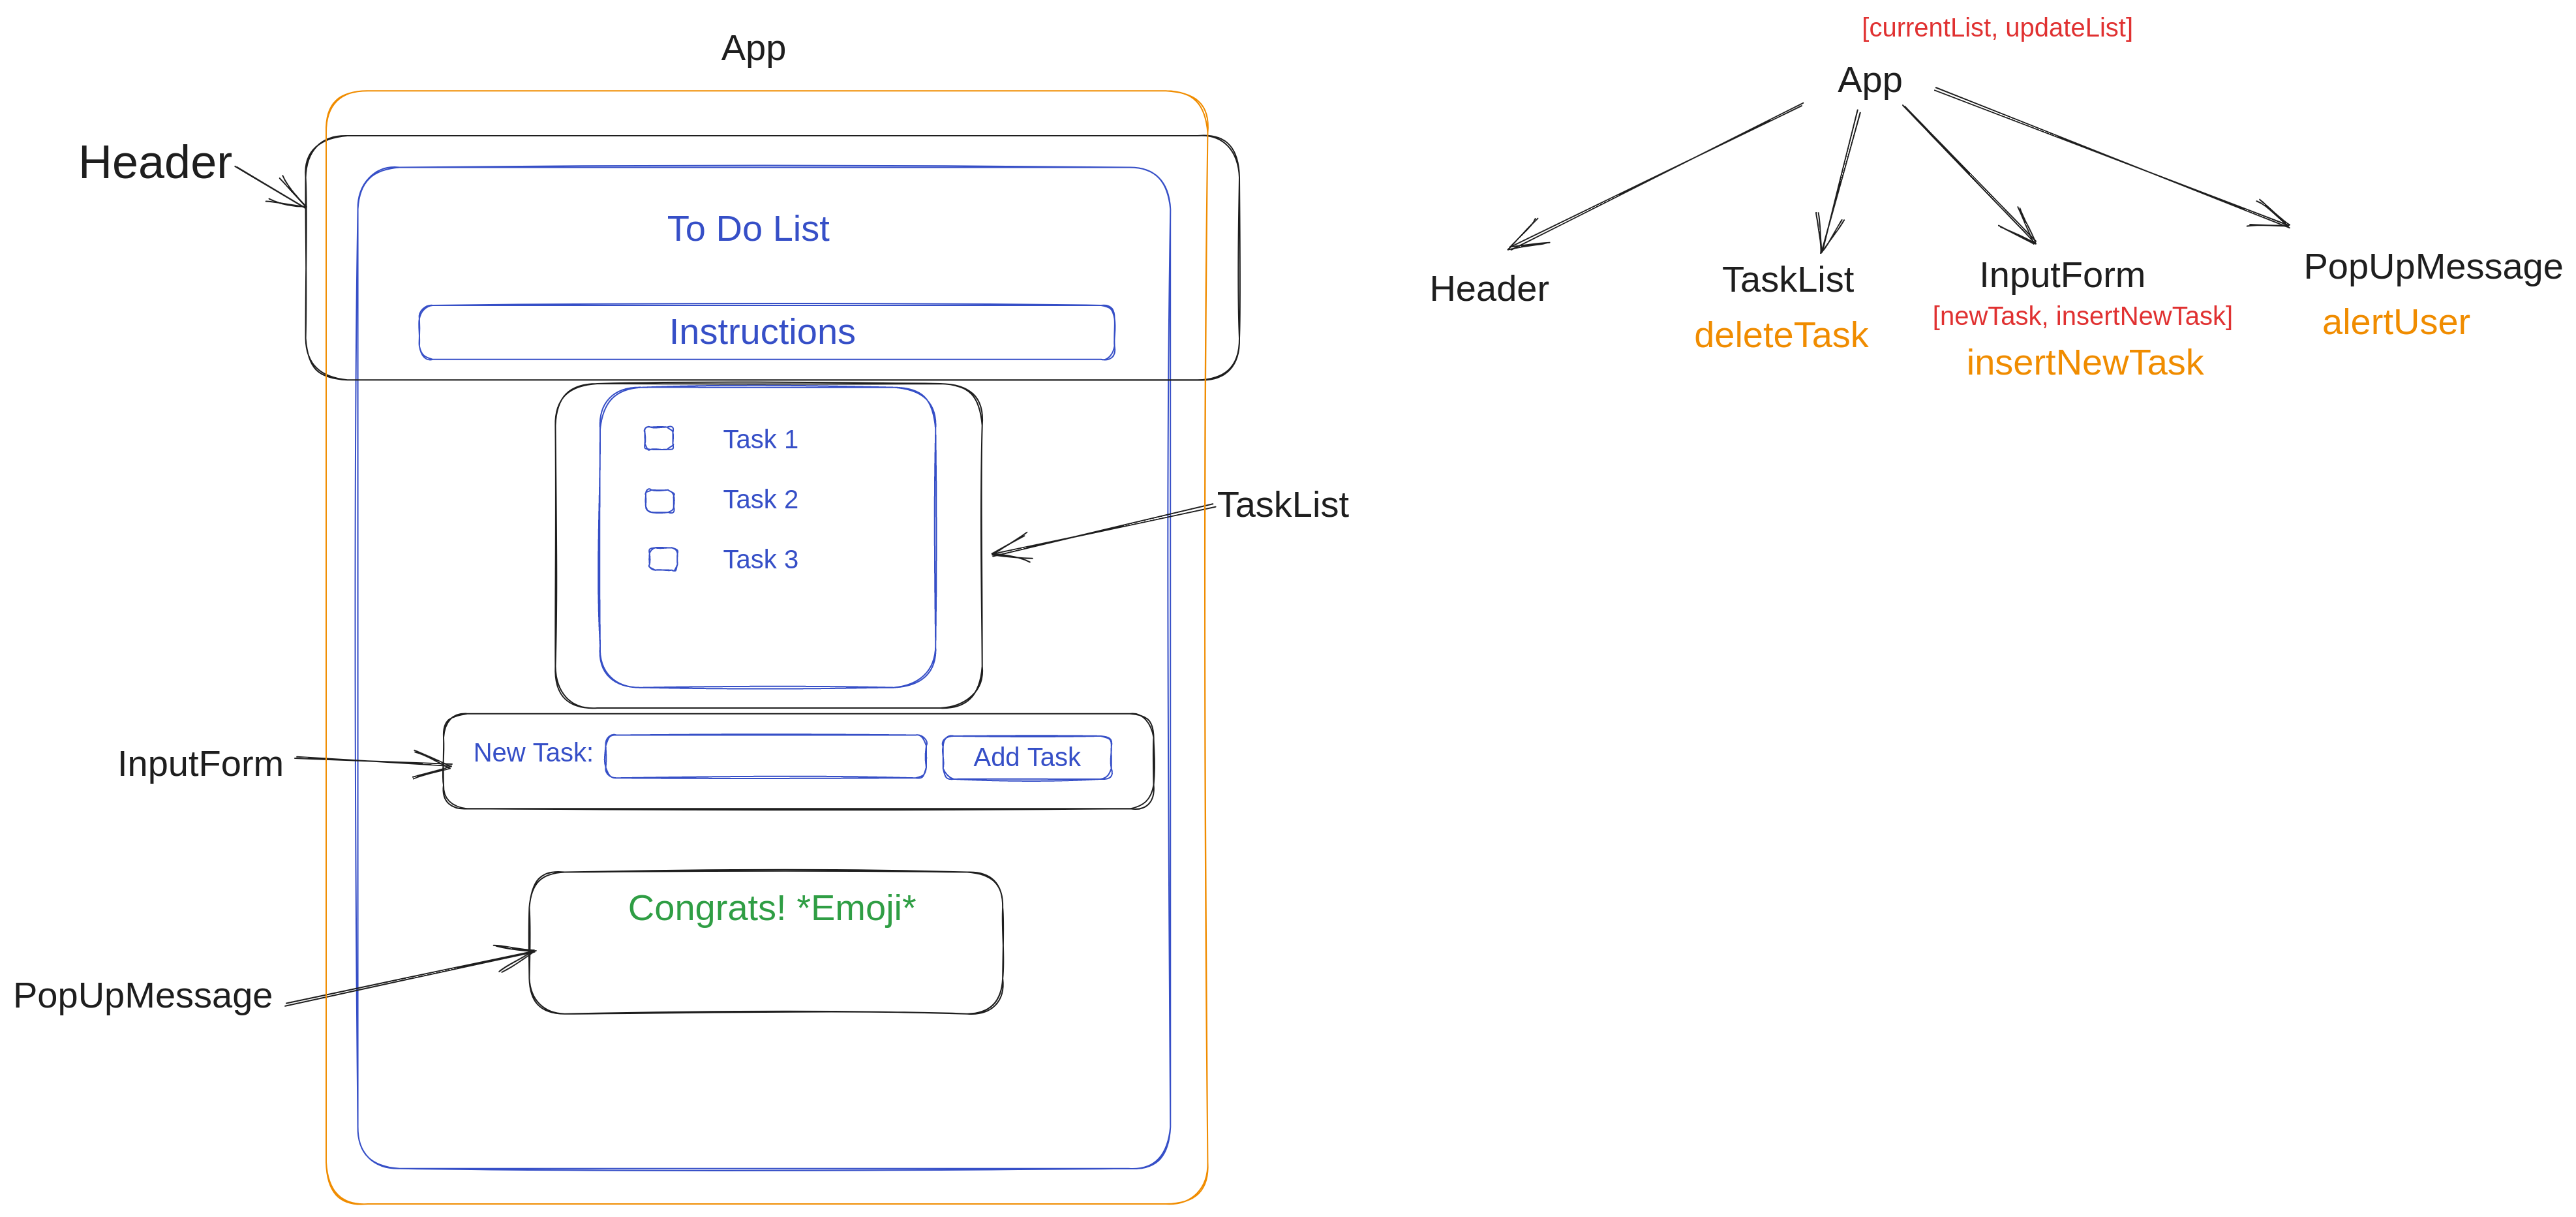 App
Header
To Do List
Instructions
Task 1
Task 2
Task 3
TaskList
InputForm
New Task:
Add Task
Congrats! *Emoji*
PopUpMessage
[currentList, updateList]
App
Header
TaskList
deleteTask
InputForm
[newTask, insertNewTask]
insertNewTask
PopUpMessage
alertUser